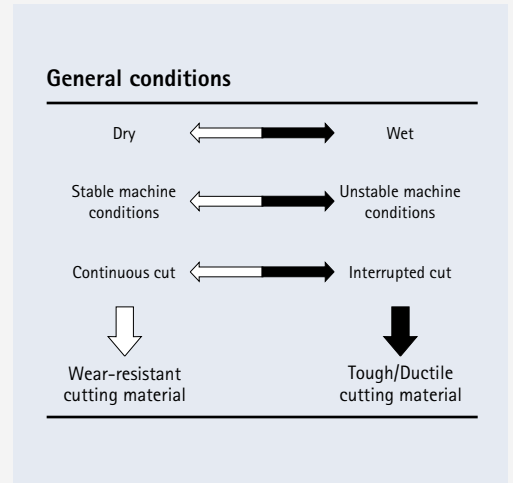 General conditions
Dry
Wet
Stable machine
conditions
Unstable machine
conditions
Continuous cut
Interrupted cut
Wear-resistant
cutting material
Tough/Ductile
cutting material